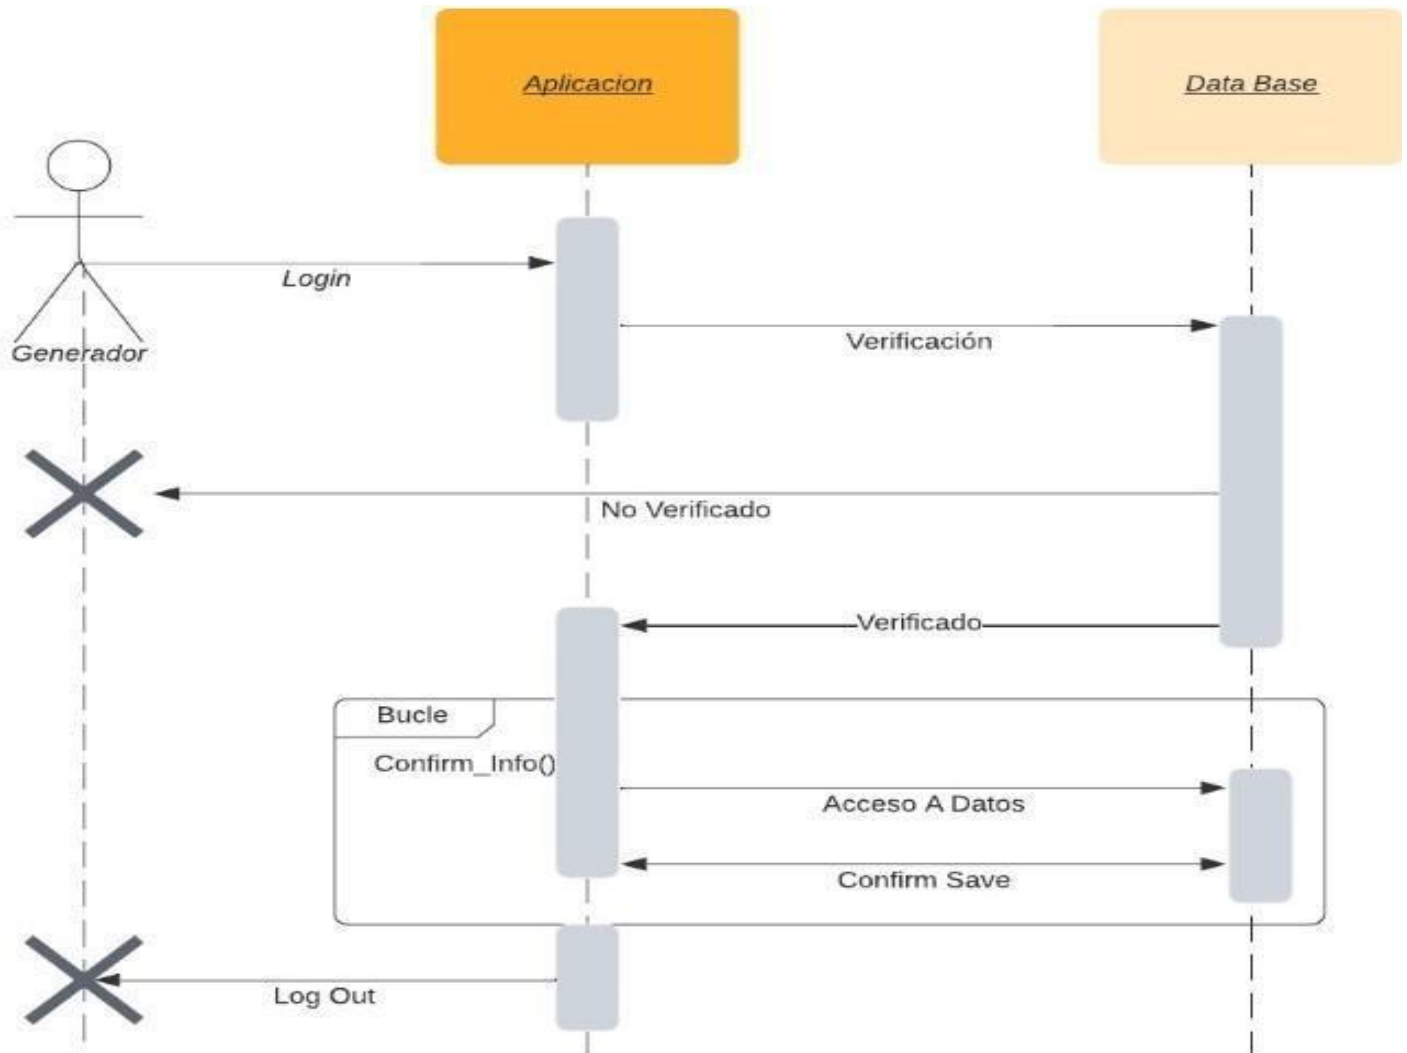 Aplicacion
Data Base
Login
Verificación
Generador
No Verificado
Verificado
Bucle
Confirm_Info()
Acceso A Datos
Confirm Save
Log Out